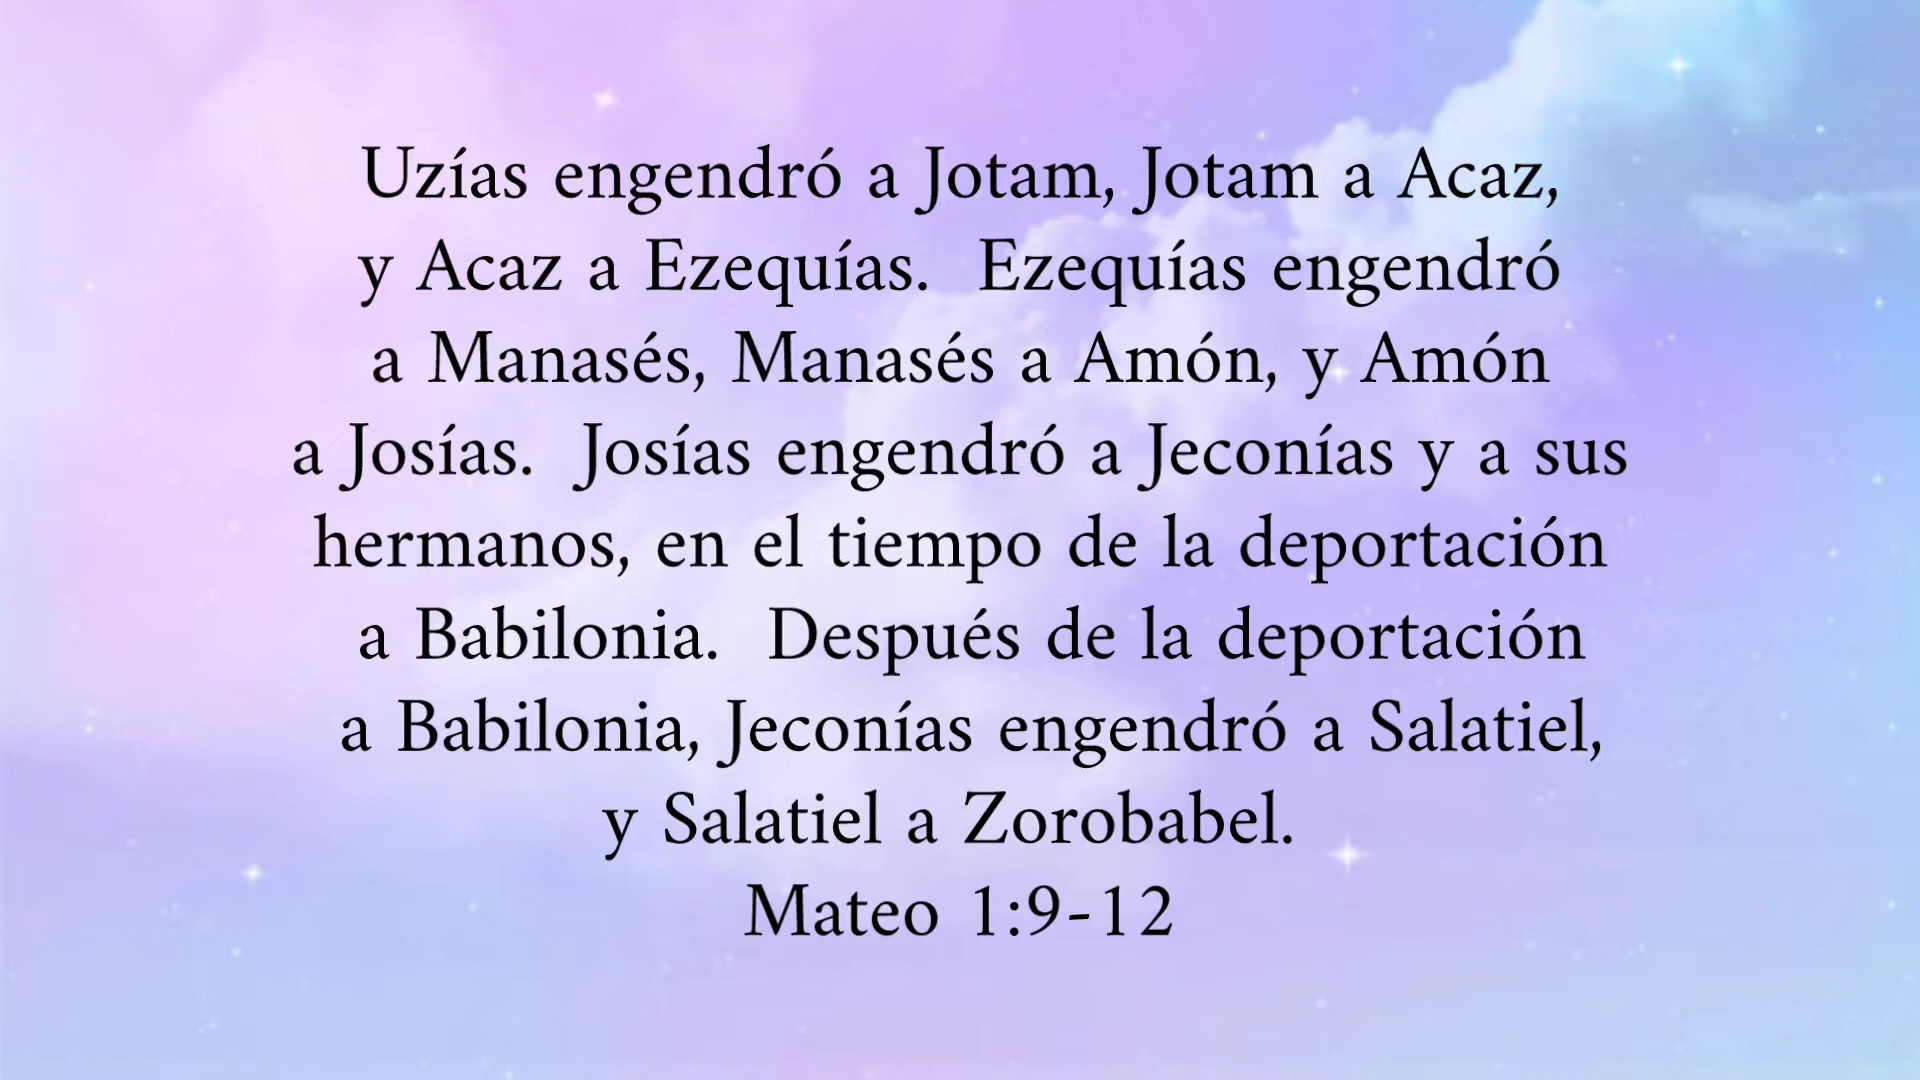 Uzías engendró a Jotam, Jotam a Acaz,
y Acaz a Ezequías.  Ezequías engendró
a Manasés, Manasés a Amón, y Amón
a Josías.  Josías engendró a Jeconías y a sus
hermanos, en el tiempo de la deportación
a Babilonia.  Después de la deportación
a Babilonia, Jeconías engendró a Salatiel,
y Salatiel a Zorobabel.
Mateo 1:9-12